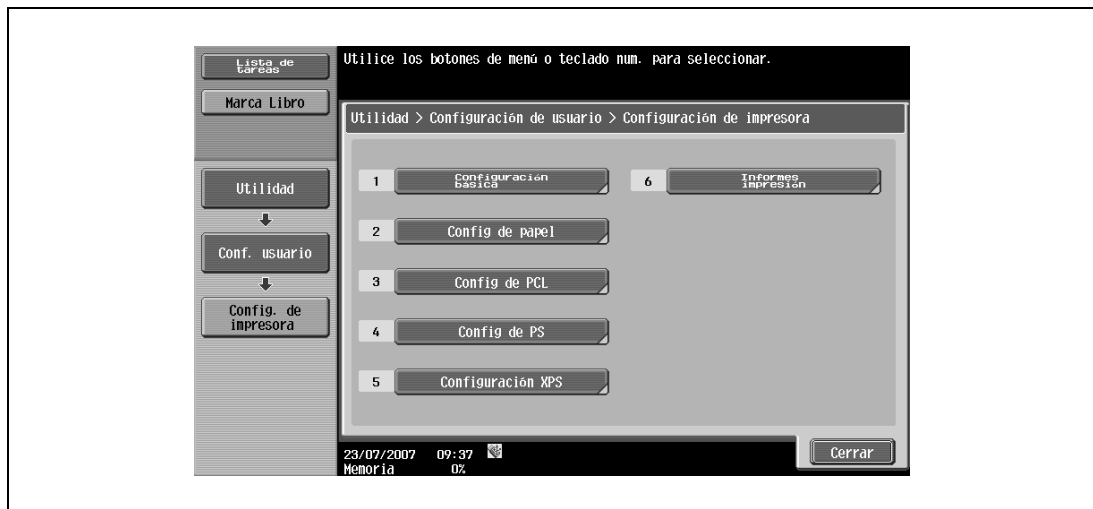 Lista de
tareas
Marca Libro
Utilice los botones de menú o teclado num. para seleccionar.
Utilidad > Configuración de usuario > Configuración de impresora
Utilidad
Conf. usuario
Config. de
impresora
1 Configuración
básica
2 Config de papel
3 Config de PCL
4 Config de PS
5 Configuración XPS
6 Informes
impresión
23/07/2007 09:37
Memoria 0%
Cerrar